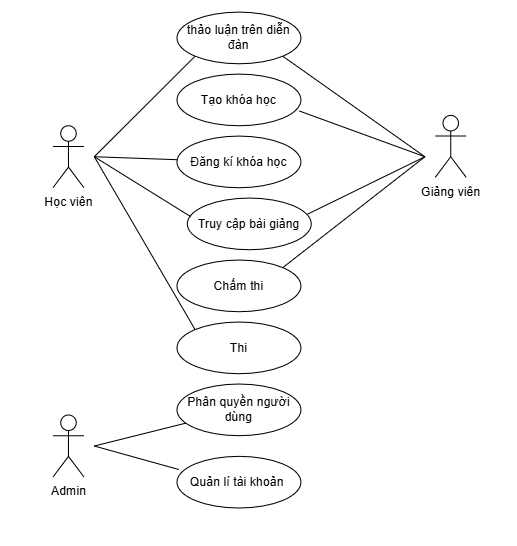 thảo luận trên diễn
đàn
Tạo khóa học
Đăng kí khóa học
Học viên
Giảng viên
Truy cập bài giảng
Chấm thi
Thi
Phân quyền người
dùng
Quản lí tài khoản
Admin